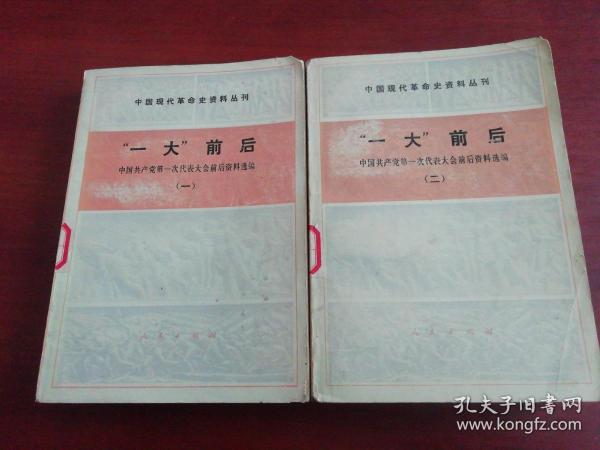 中国现代革命史资料丛刊
“一大”前后
中国共产党第一次代表大会前后资料选编
（一）
人民出版社
中国现代革命史资料丛刊
“一大”前后
中国共产党第一次代表大会前后资料选编
（二）
人民出版社
孔夫子旧书网
www.kongfz.com